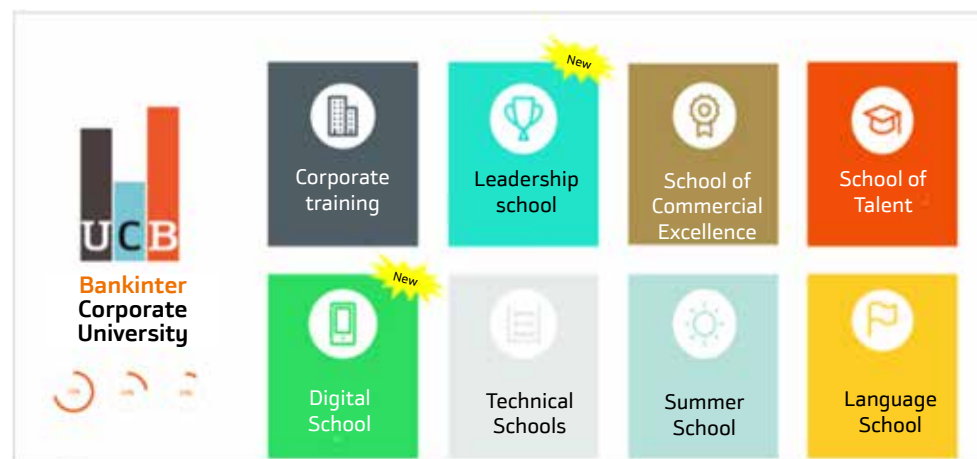 UCB
Bankinter
Corporate
University
Corporate
training
New
Leadership
school
School of
Commercial
Excellence
School of
Talent
New
Digital
School
Technical
Schools
Summer
School
Language
School